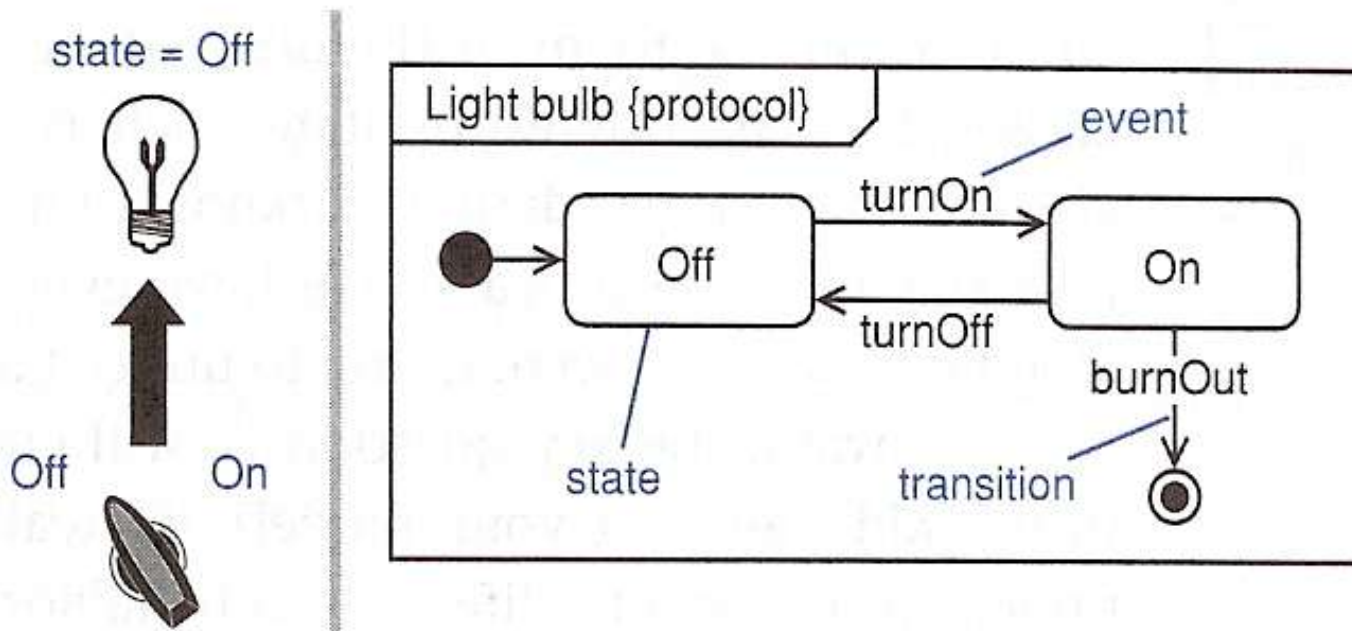 state = Off
Off
On
Light bulb {protocol}
event
turnOn
Off
On
turnOff
burnOut
state
transition